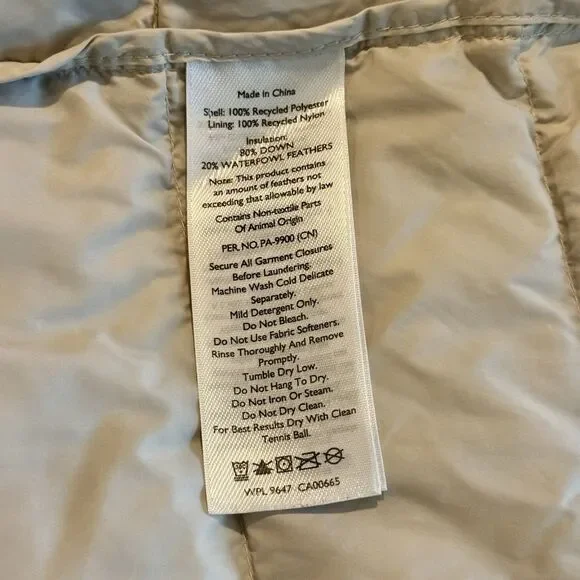 Made in China
Shell: 100% Recycled Polyester
Lining: 100% Recycled Nylon
Insulation:
80% DOWN
20% WATERFOWL FEATHERS
Note: This product contains
an amount of feathers not
exceeding that allowable by law
Contains Non-textile Parts
Of Animal Origin
PER. NO. PA-9900 (CN)
Secure All Garment Closures
Before Laundering.
Machine Wash Cold Delicate
Separately.
Mild Detergent Only.
Do Not Bleach.
Do Not Use Fabric Softeners.
Rinse Thoroughly And Remove
Promptly.
Tumble Dry Low.
Do Not Hang To Dry.
Do Not Iron or Steam.
Do Not Dry Clean.
For Best Results Dry With Clean
Tennis Ball.
WPL 9647 CA00665